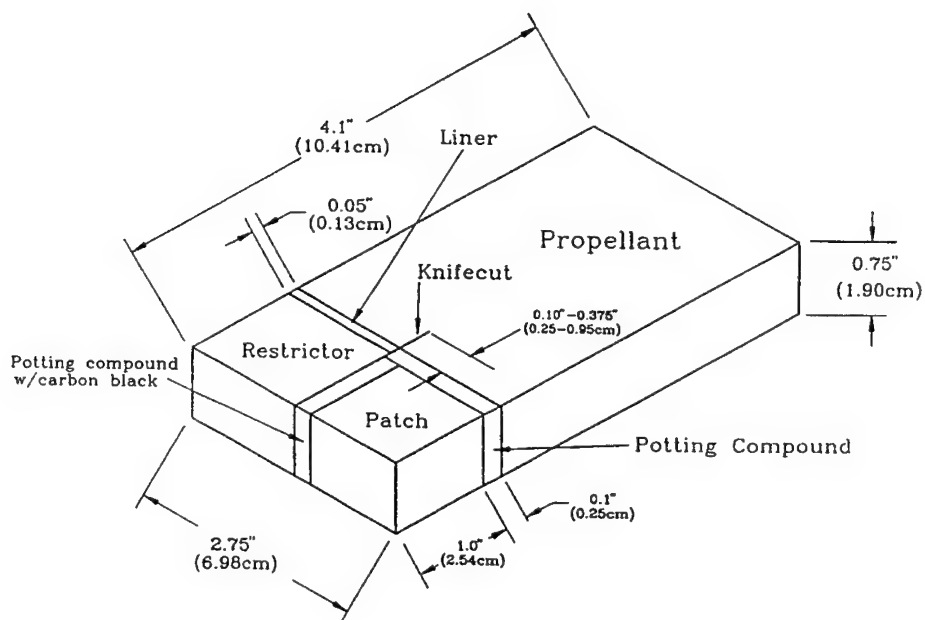 4.1"
(10.41cm)
Liner
0.05"
(0.13cm)
Propellant
Knifecut
0.75"
(1.90cm)
0.10"-0.375"
(0.25-0.95cm)
Restrictor
Potting compound
w/carbon black
Patch
Potting Compound
0.1"
(0.25cm)
1.0"
(2.54cm)
2.75"
(6.98cm)